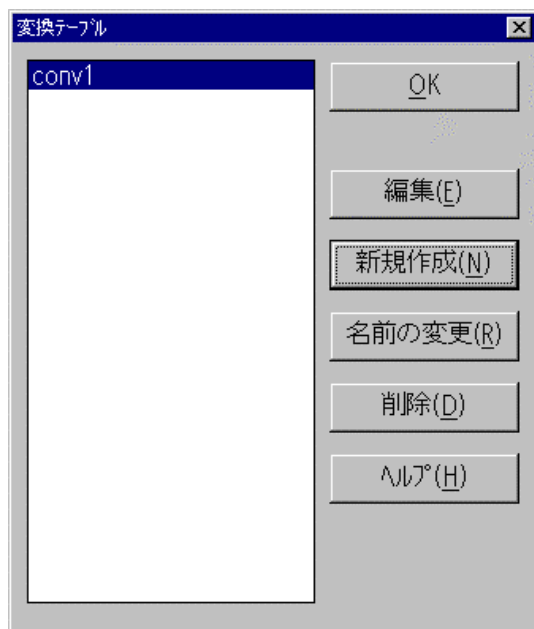 変換ﾃｰﾌﾞﾙ
conv1
OK
編集(E)
新規作成(N)
名前の変更(R)
削除(D)
ﾍﾙﾌﾟ(H)